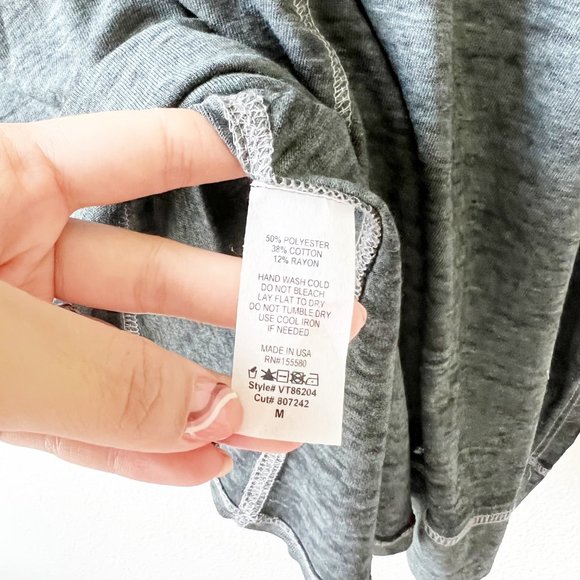 50% POLYESTER
38% COTTON
12% RAYON
HAND WASH COLD
DO NOT BLEACH
LAY FLAT TO DRY
DO NOT TUMBLE DRY
USE COOL IRON
IF NEEDED
MADE IN USA
RN#155580
Style# VT86204
Cut# 807242
M